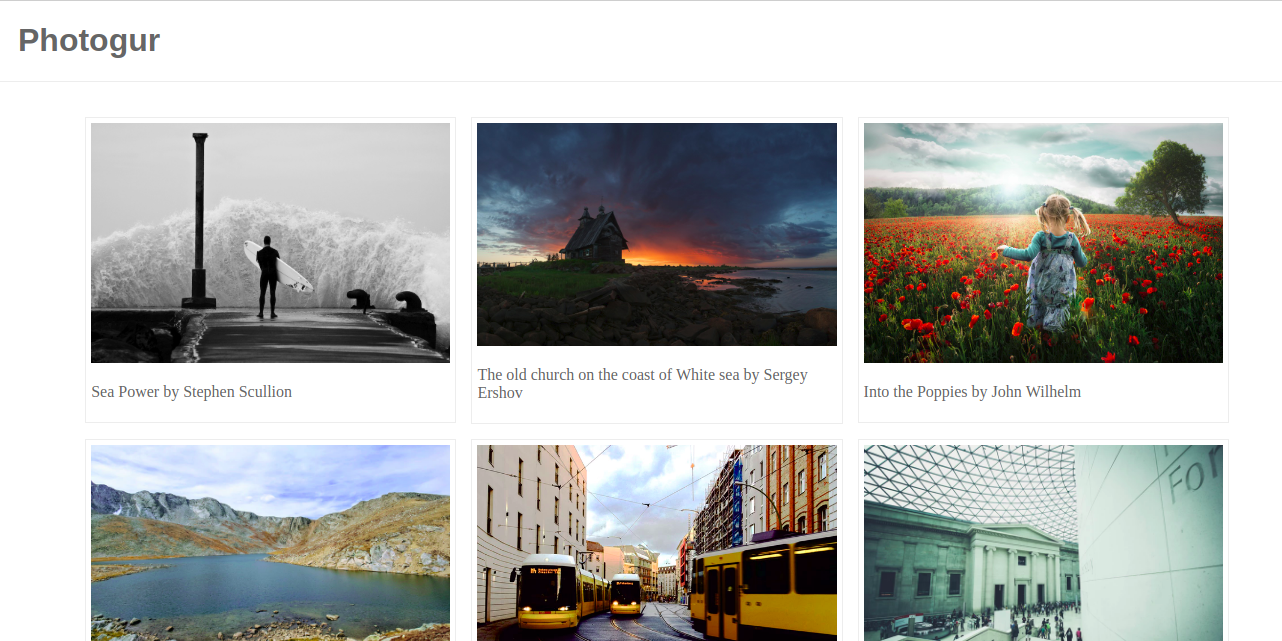 Photogur
Sea Power by Stephen Scullion
The old church on the coast of White sea by Sergey
Ershov
Into the Poppies by John Wilhelm
For